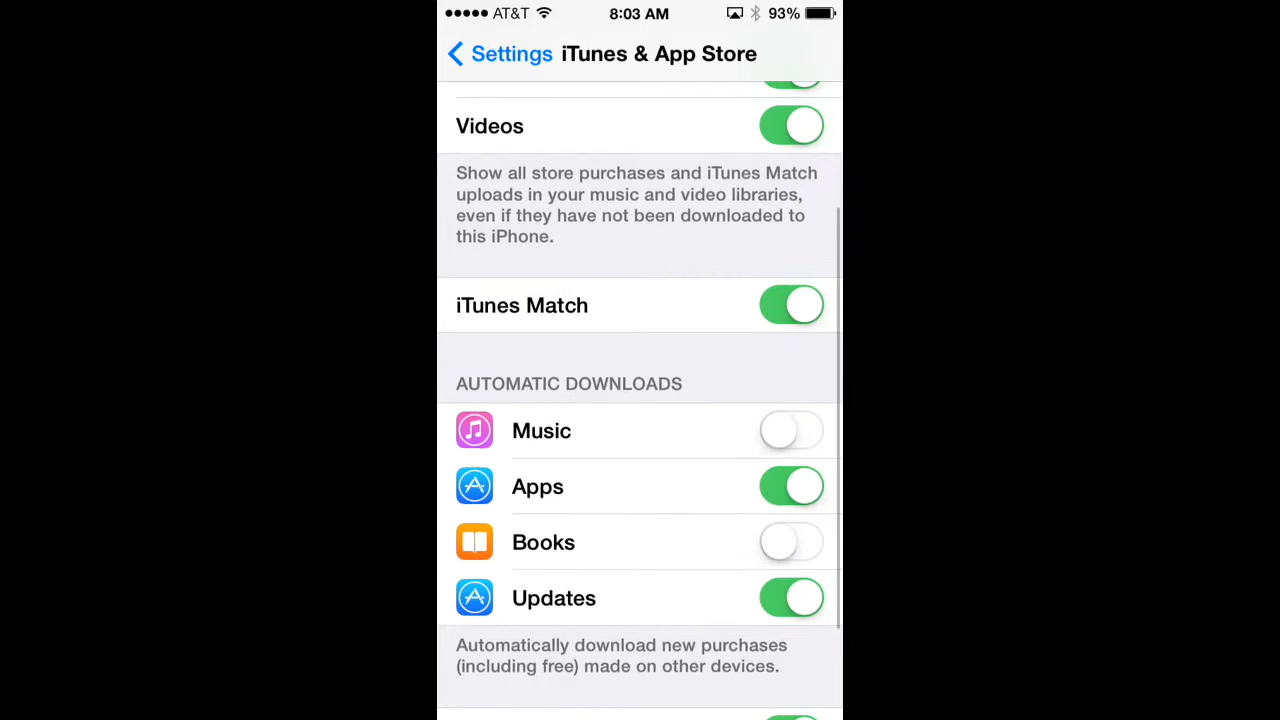 AT&T 8:03 AM 93%
Settings iTunes & App Store
Videos
Show all store purchases and iTunes Match
uploads in your music and video libraries,
even if they have not been downloaded to
this iPhone.
iTunes Match
AUTOMATIC DOWNLOADS
Music
Apps
Books
Updates
Automatically download new purchases
(including free) made on other devices.